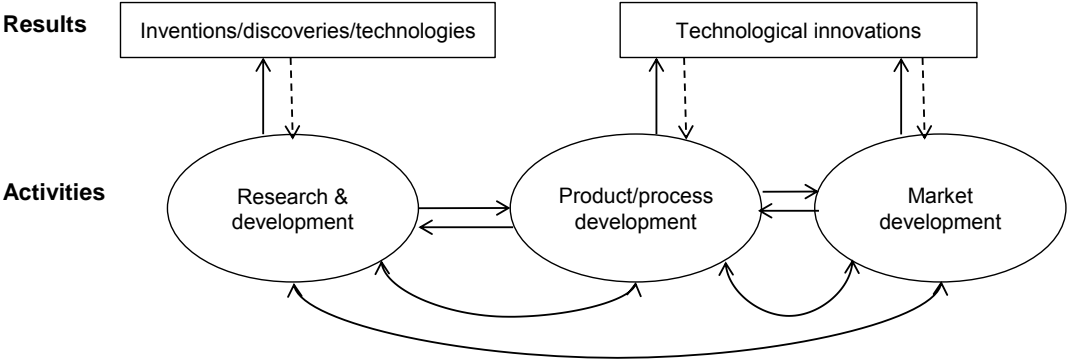 Results
Inventions/discoveries/technologies
Technological innovations
Activities
Research &
development
Product/process
development
Market
development